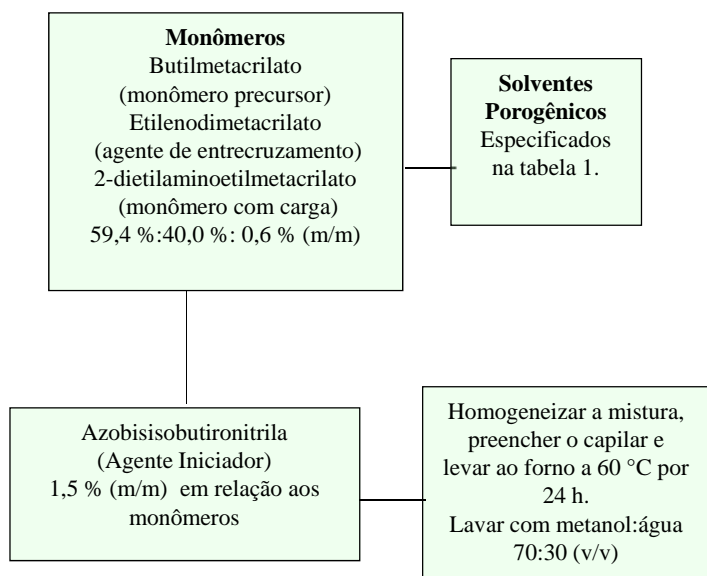 Monômeros
Butilmetacrilato
(monômero precursor)
Etilenodimetacrilato
(agente de entrecruzamento)
2-dietilaminoetilmetacrilato
(monômero com carga)
59,4 %:40,0 %: 0,6 % (m/m)
Solventes
Porogênicos
Especificados
na tabela 1.
Azobisisobutironitrila
(Agente Iniciador)
1,5 % (m/m) em relação aos
monômeros
Homogeneizar a mistura,
preencher o capilar e
levar ao forno a 60 °C por
24 h.
Lavar com metanol:água
70:30 (v/v)